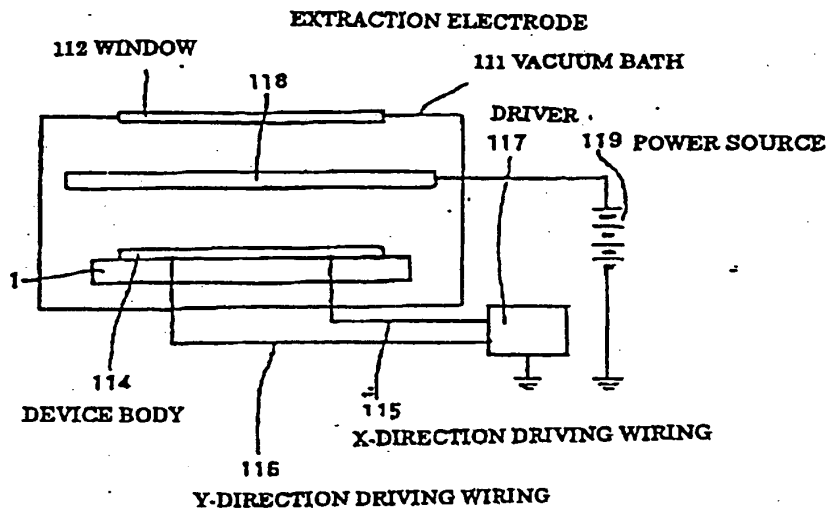 EXTRACTION ELECTRODE
112 WINDOW
111 VACUUM BATH
118
DRIVER
117
119 POWER SOURCE
1
114
DEVICE BODY
115
X-DIRECTION DRIVING WIRING
116
Y-DIRECTION DRIVING WIRING